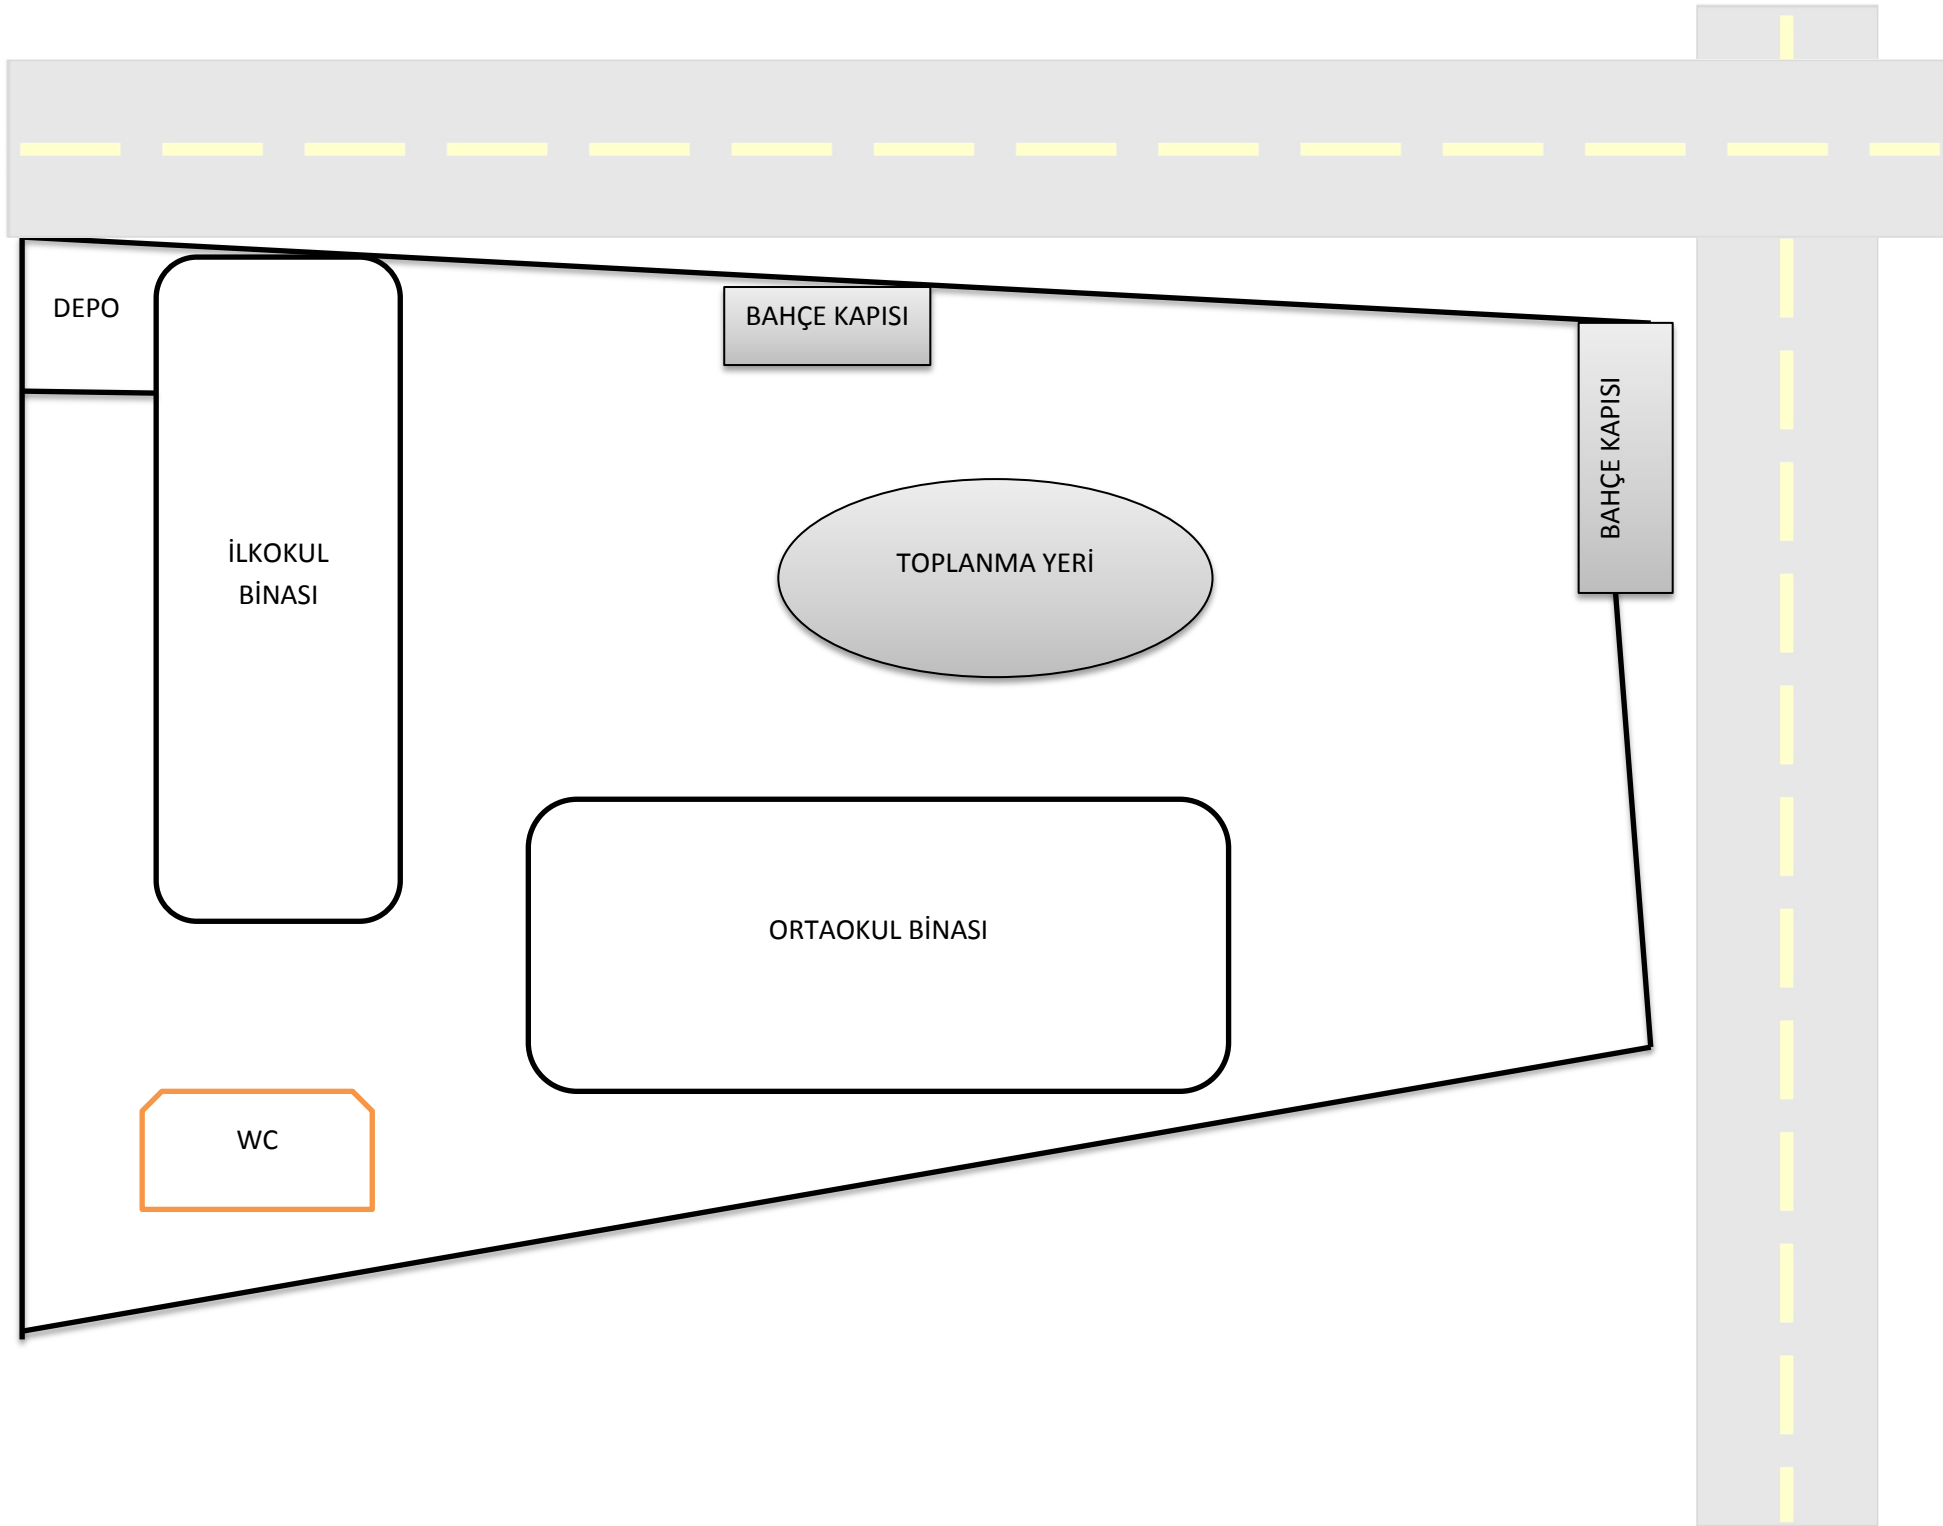 DEPO
BAHÇE KAPISI
BAHÇE KAPISI
İLKOKUL
BİNASI
TOPLANMA YERİ
ORTAOKUL BİNASI
WC